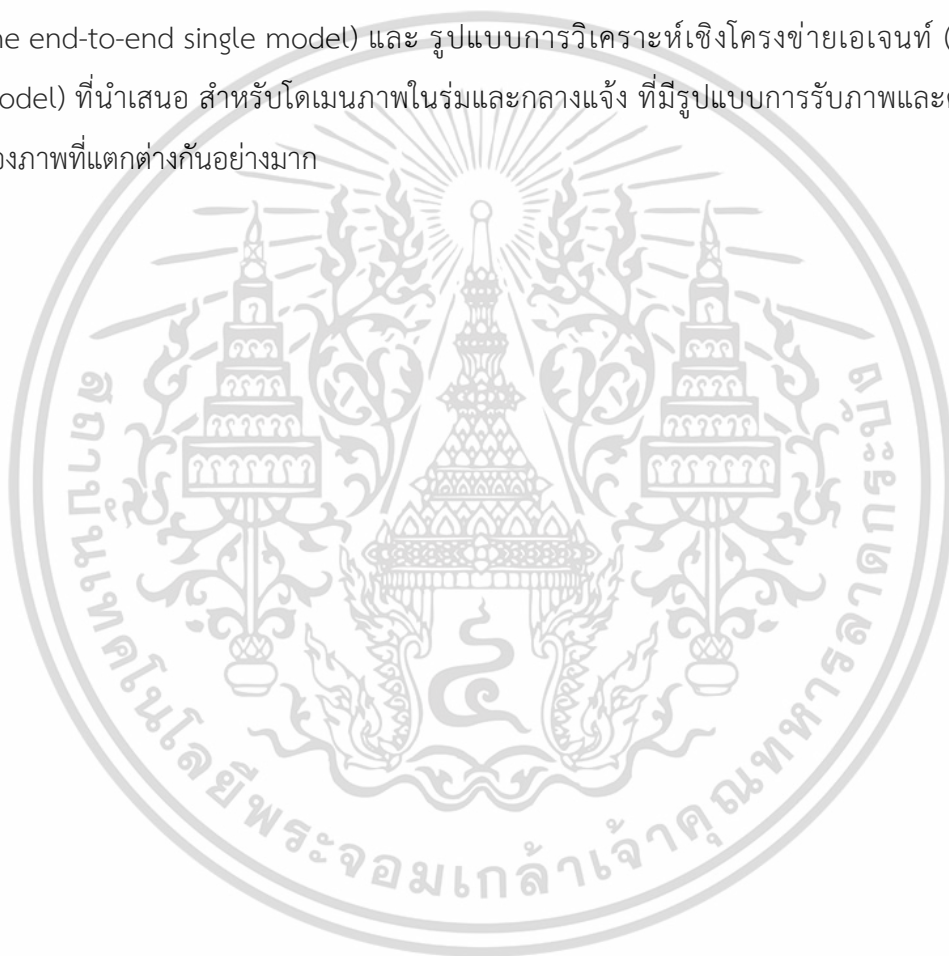 end-to-end single model) และ รูปแบบการวิเคราะห์เชิงโครงข่ายเอเจนท์ (
ที่นำเสนอ สำหรับโดเมนภาพในร่มและกลางแจ้ง ที่มีรูปแบบการรับภาพและ
ภาพที่แตกต่างกันอย่างมาก
สถาบันเทคโนโลยีพระจอมเกล้าเจ้าคุณทหารลาดกระบัง